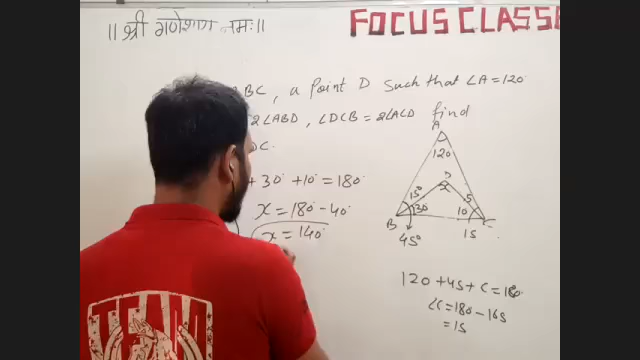 ॥ श्री गणेशाय नमः ॥
FOCUS CLASSE
BC, a point D such that ∠A = 120°
2∠ABD, ∠DCB = 2∠ACD find
DC.
+ 30° + 10° = 180°
x = 180° - 40°
x = 140°
A
120°
D
x
15°
30°
5
10
B
C
45°
15
120 + 45 + C = 180°
∠C = 180 - 165
= 15
TEAM